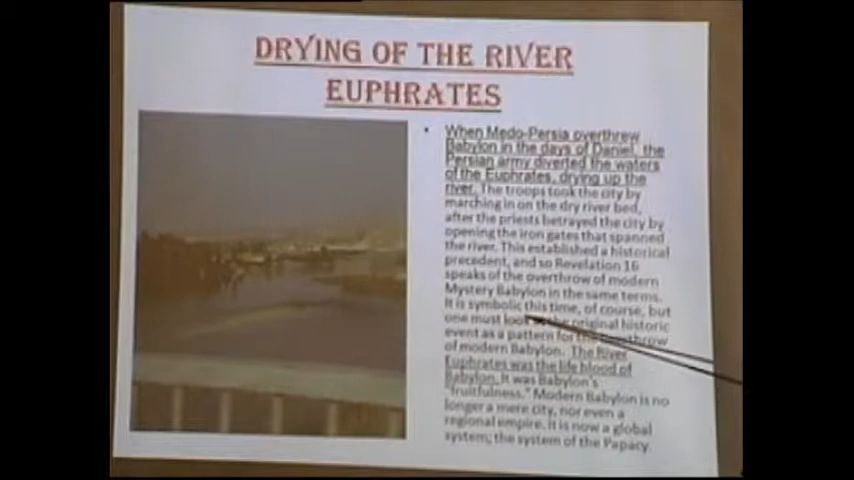 DRYING OF THE RIVER
EUPHRATES
• When Medo-Persia overthrew
Babylon in the days of Daniel, the
Persian army diverted the waters
of the Euphrates, drying up the
river. The troops took the city by
marching in on the dry river bed,
after the priests betrayed the city by
opening the iron gates that spanned
the river. This established a historical
precedent, and so Revelation 16
speaks of the overthrow of modern
Mystery Babylon in the same terms.
It is symbolic this time, of course, but
one must look at the original historic
event as a pattern for the overthrow
of modern Babylon. The River
Euphrates was the life blood of
Babylon. It was Babylon's
"fruitfulness." Modern Babylon is no
longer a mere city, nor even a
regional empire. It is now a global
system; the system of the Papacy.